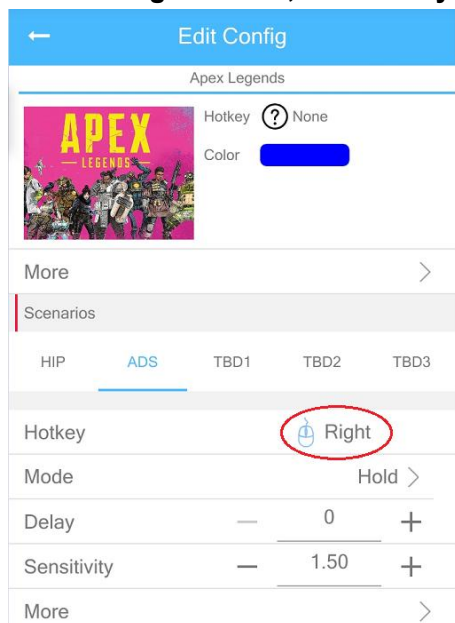 Edit Config
Apex Legends
APEX
LEGENDS
Hotkey ? None
Color
More
Scenarios
HIP ADS TBD1 TBD2 TBD3
Hotkey Right
Mode Hold
Delay — 0 +
Sensitivity — 1.50 +
More